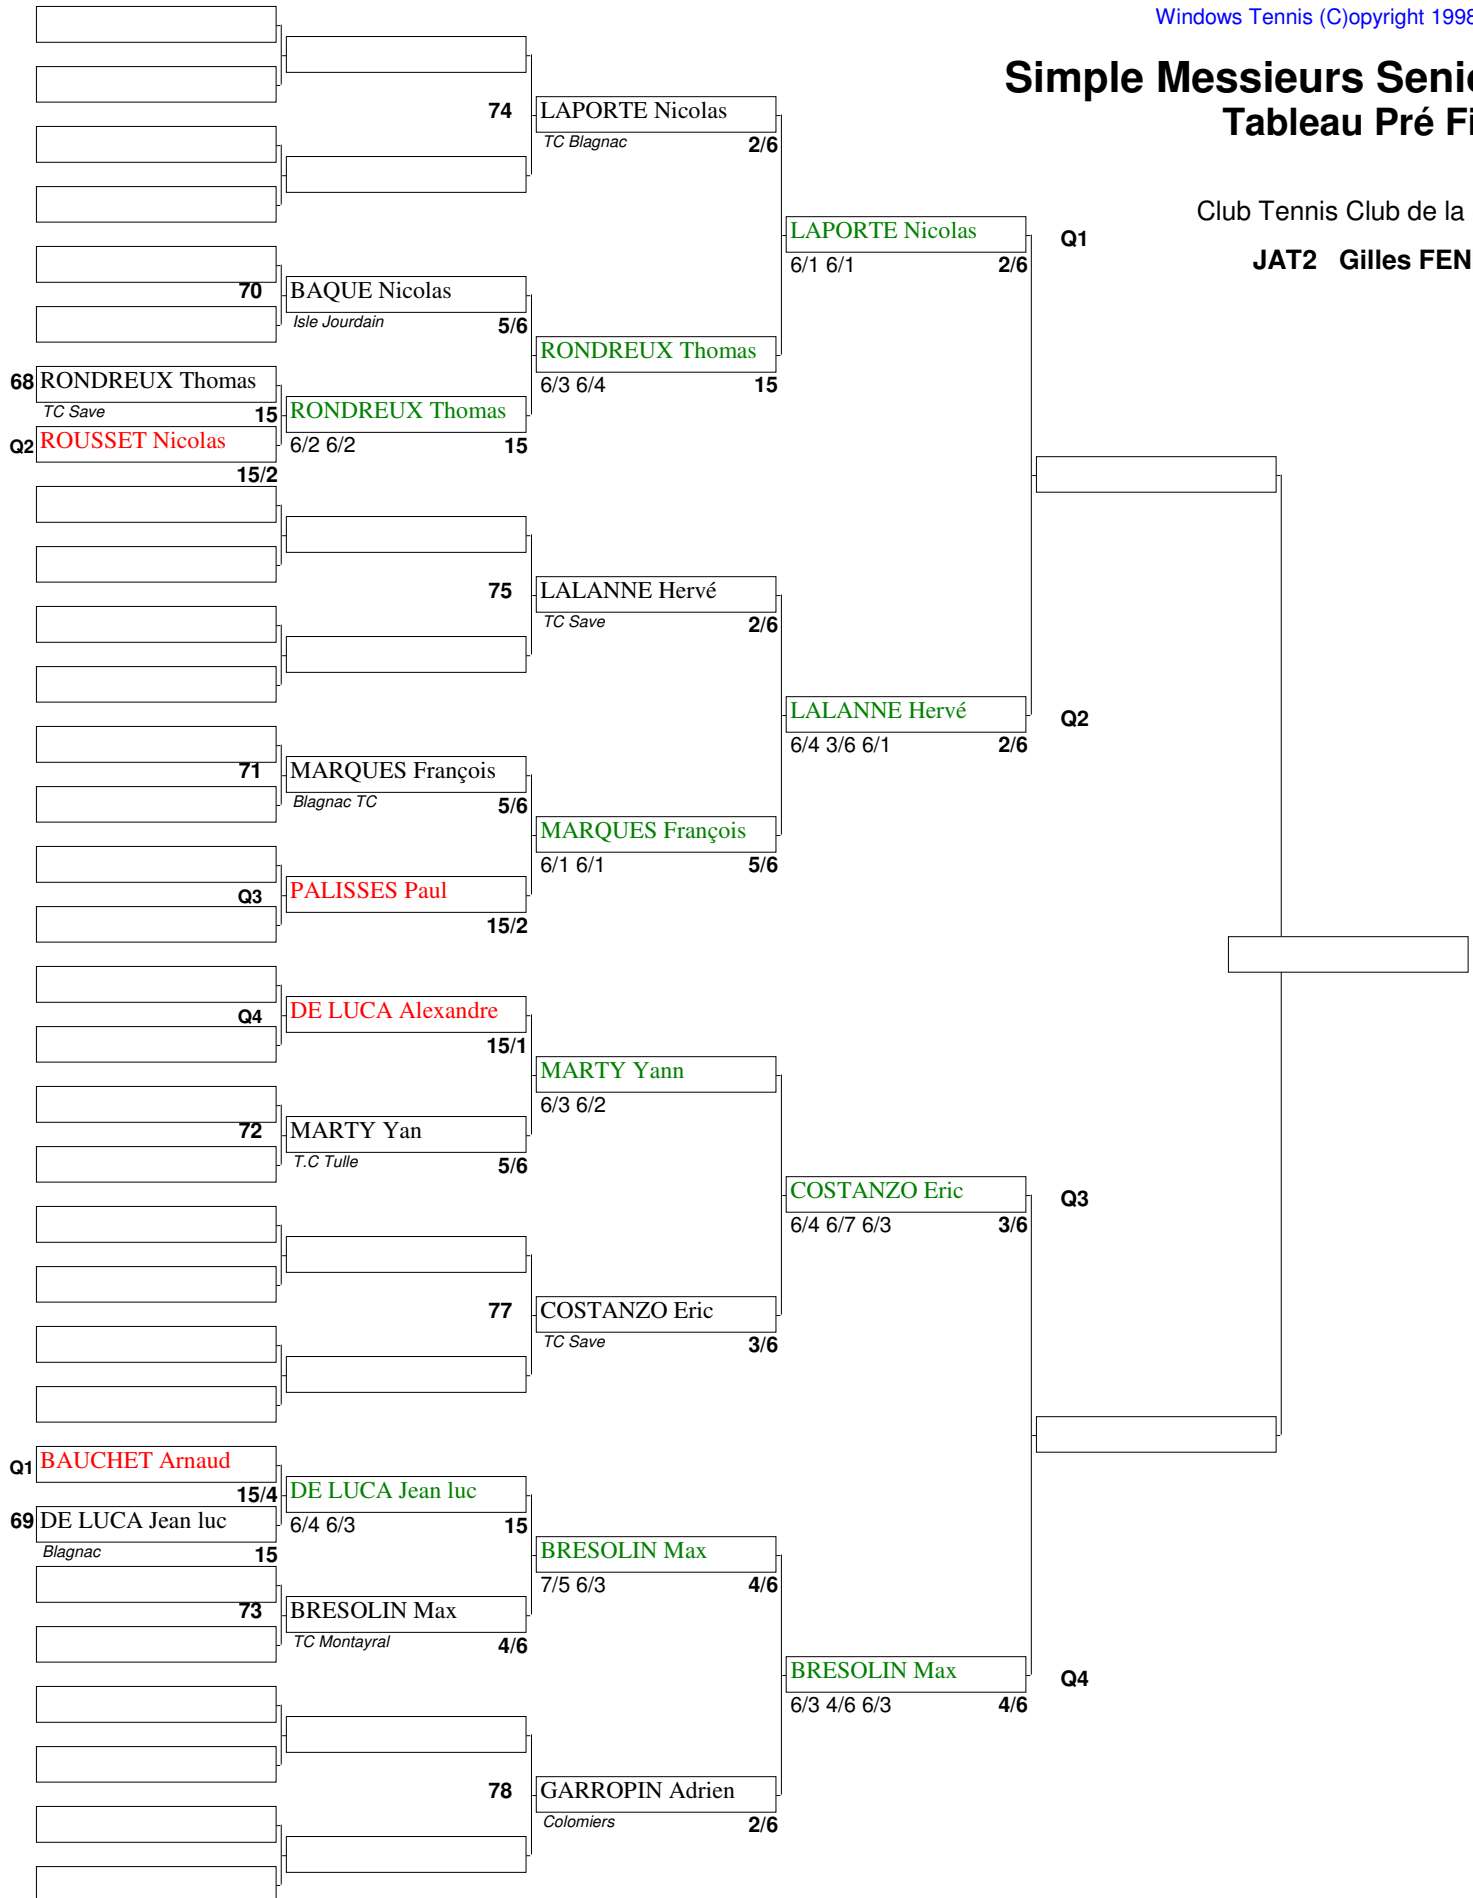 Windows Tennis (C)opyright 1998
Simple Messieurs Senio
Tableau Pré Fi
Club Tennis Club de la
JAT2 Gilles FEN
74 LAPORTE Nicolas
TC Blagnac 2/6
LAPORTE Nicolas Q1
6/1 6/1 2/6
70 BAQUE Nicolas
Isle Jourdain 5/6
RONDREUX Thomas
6/3 6/4 15
68 RONDREUX Thomas
TC Save 15
RONDREUX Thomas
6/2 6/2 15
Q2 ROUSSET Nicolas
15/2
75 LALANNE Hervé
TC Save 2/6
LALANNE Hervé Q2
6/4 3/6 6/1 2/6
71 MARQUES François
Blagnac TC 5/6
MARQUES François
6/1 6/1 5/6
Q3 PALISSES Paul
15/2
Q4 DE LUCA Alexandre
15/1
MARTY Yann
6/3 6/2
72 MARTY Yan
T.C Tulle 5/6
COSTANZO Eric Q3
6/4 6/7 6/3 3/6
77 COSTANZO Eric
TC Save 3/6
Q1 BAUCHET Arnaud
15/4
DE LUCA Jean luc
6/4 6/3 15
69 DE LUCA Jean luc
Blagnac 15
BRESOLIN Max
7/5 6/3 4/6
73 BRESOLIN Max
TC Montayral 4/6
BRESOLIN Max Q4
6/3 4/6 6/3 4/6
78 GARROPIN Adrien
Colomiers 2/6